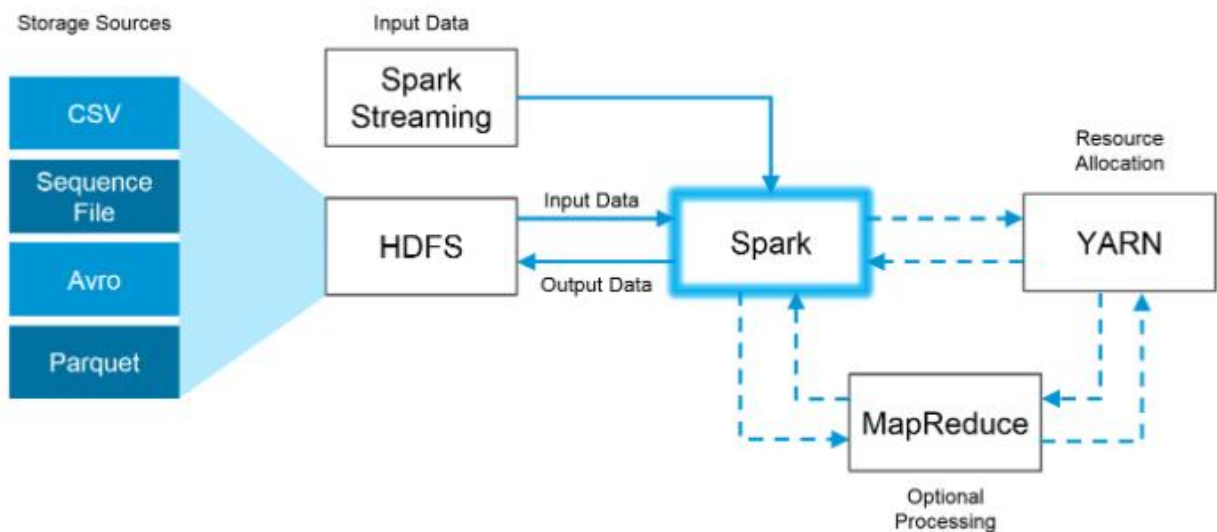 Storage Sources
Input Data
CSV
Spark
Streaming
Sequence
File
Resource
Allocation
HDFS
Input Data
Spark
YARN
Avro
Output Data
Parquet
MapReduce
Optional
Processing